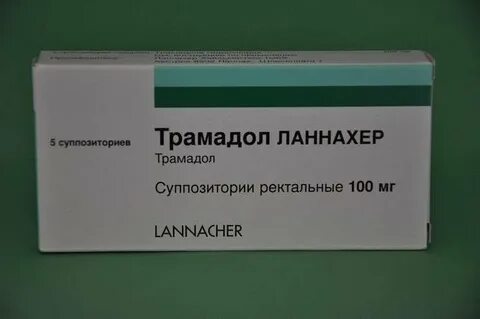 5 суппозиториев
Трамадол ЛАННАХЕР
Трамадол
Суппозитории ректальные 100 мг
LANNACHER